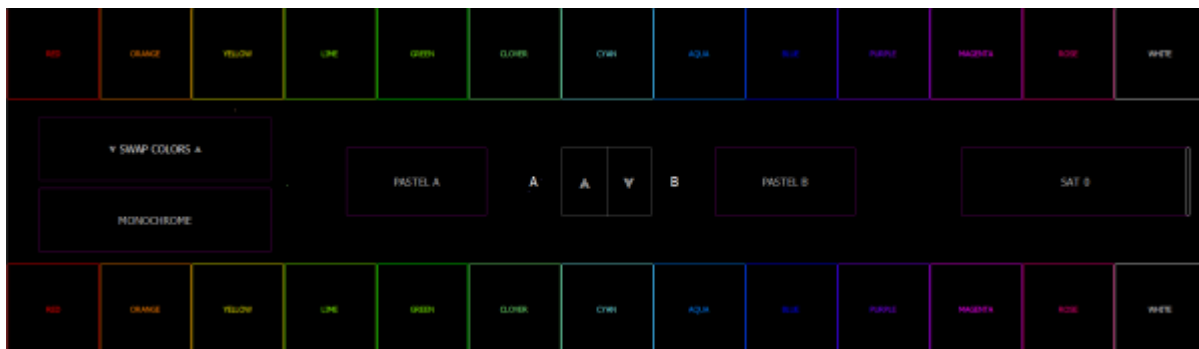 RED ORANGE YELLOW LIME GREEN CLOVER CYAN AQUA BLUE PURPLE MAGENTA ROSE WHITE
▼ SWAP COLORS ▲
PASTEL A A ▲ ▼ B PASTEL B SAT 0
MONOCHROME
RED ORANGE YELLOW LIME GREEN CLOVER CYAN AQUA BLUE PURPLE MAGENTA ROSE WHITE